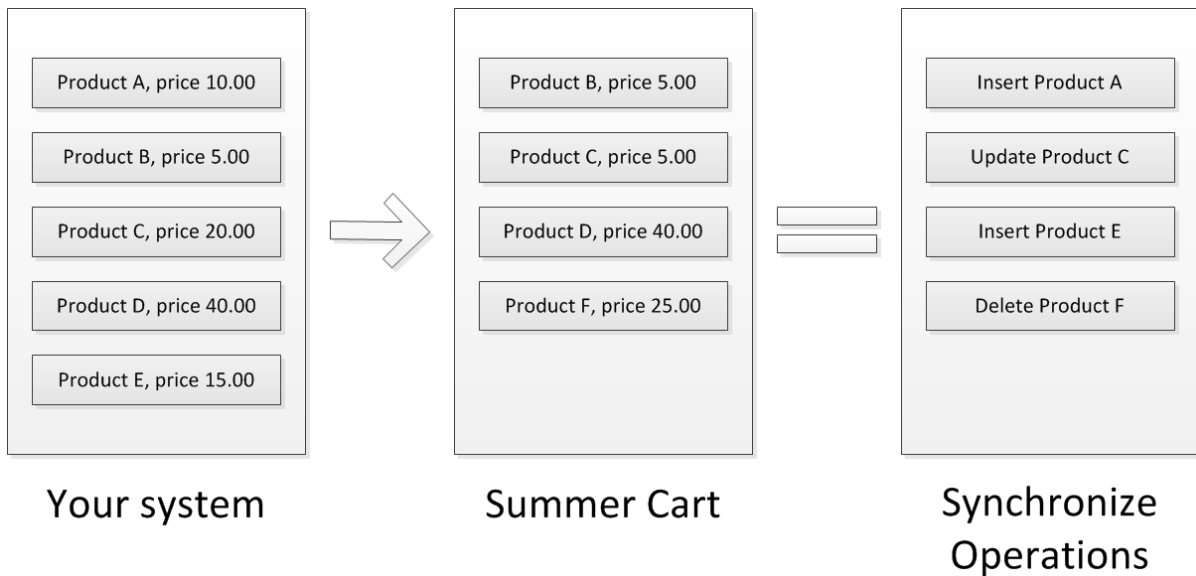 Product A, price 10.00
Product B, price 5.00
Product C, price 20.00
Product D, price 40.00
Product E, price 15.00
Your system
Product B, price 5.00
Product C, price 5.00
Product D, price 40.00
Product F, price 25.00
Summer Cart
Insert Product A
Update Product C
Insert Product E
Delete Product F
Synchronize
Operations